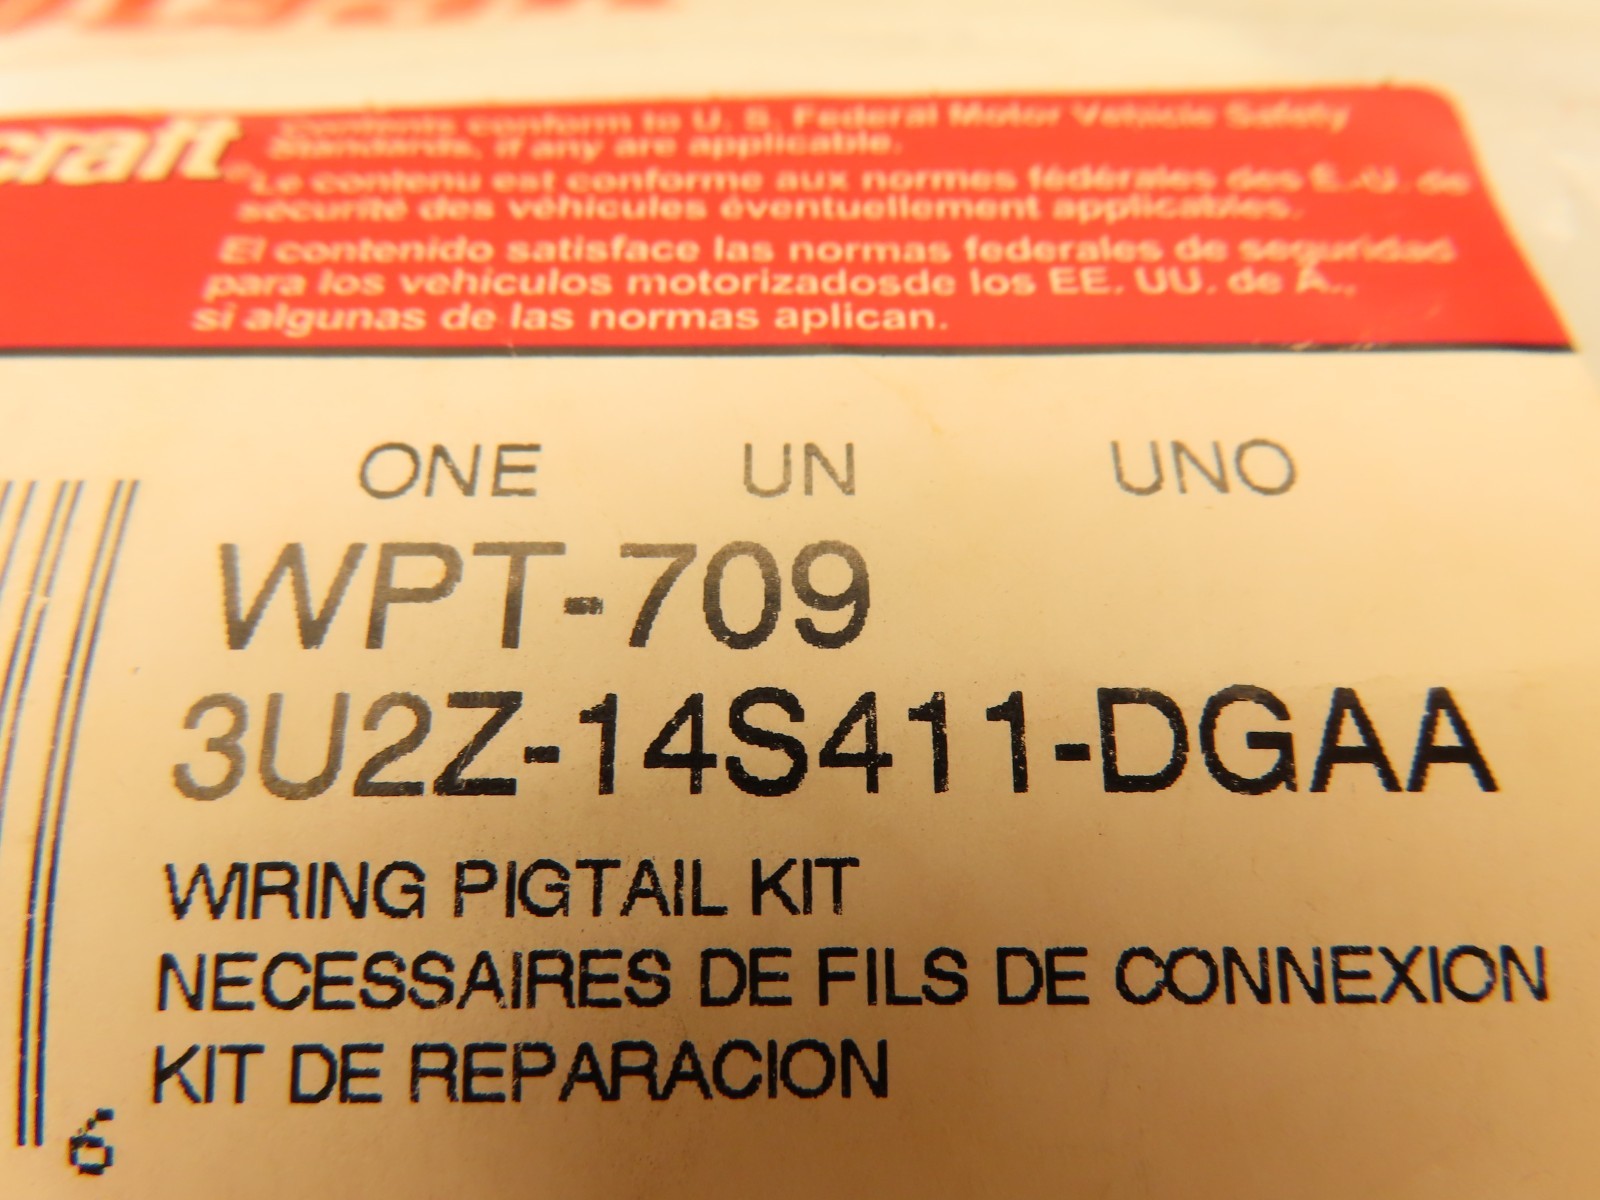 craft
Contents conform to U. S. Federal Motor Vehicle Safety
Standards, if any are applicable.
Le contenu est conforme aux normes fédérales des E.-U. de
sécurité des véhicules éventuellement applicables.
El contenido satisface las normas federales de seguridad
para los vehículos motorizadosde los EE. UU. de A.,
si algunas de las normas aplican.
ONE UN UNO
WPT-709
3U2Z-14S411-DGAA
WIRING PIGTAIL KIT
NECESSAIRES DE FILS DE CONNEXION
KIT DE REPARACION
6